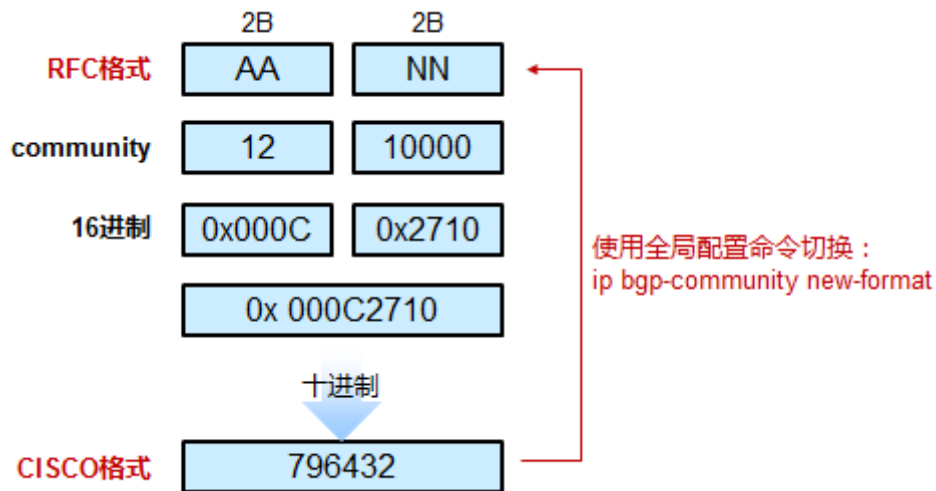 2B 2B
RFC格式 AA NN
community 12 10000
16进制 0x000C 0x2710
使用全局配置命令切换：
ip bgp-community new-format
0x 000C2710
十进制
CISCO格式 796432